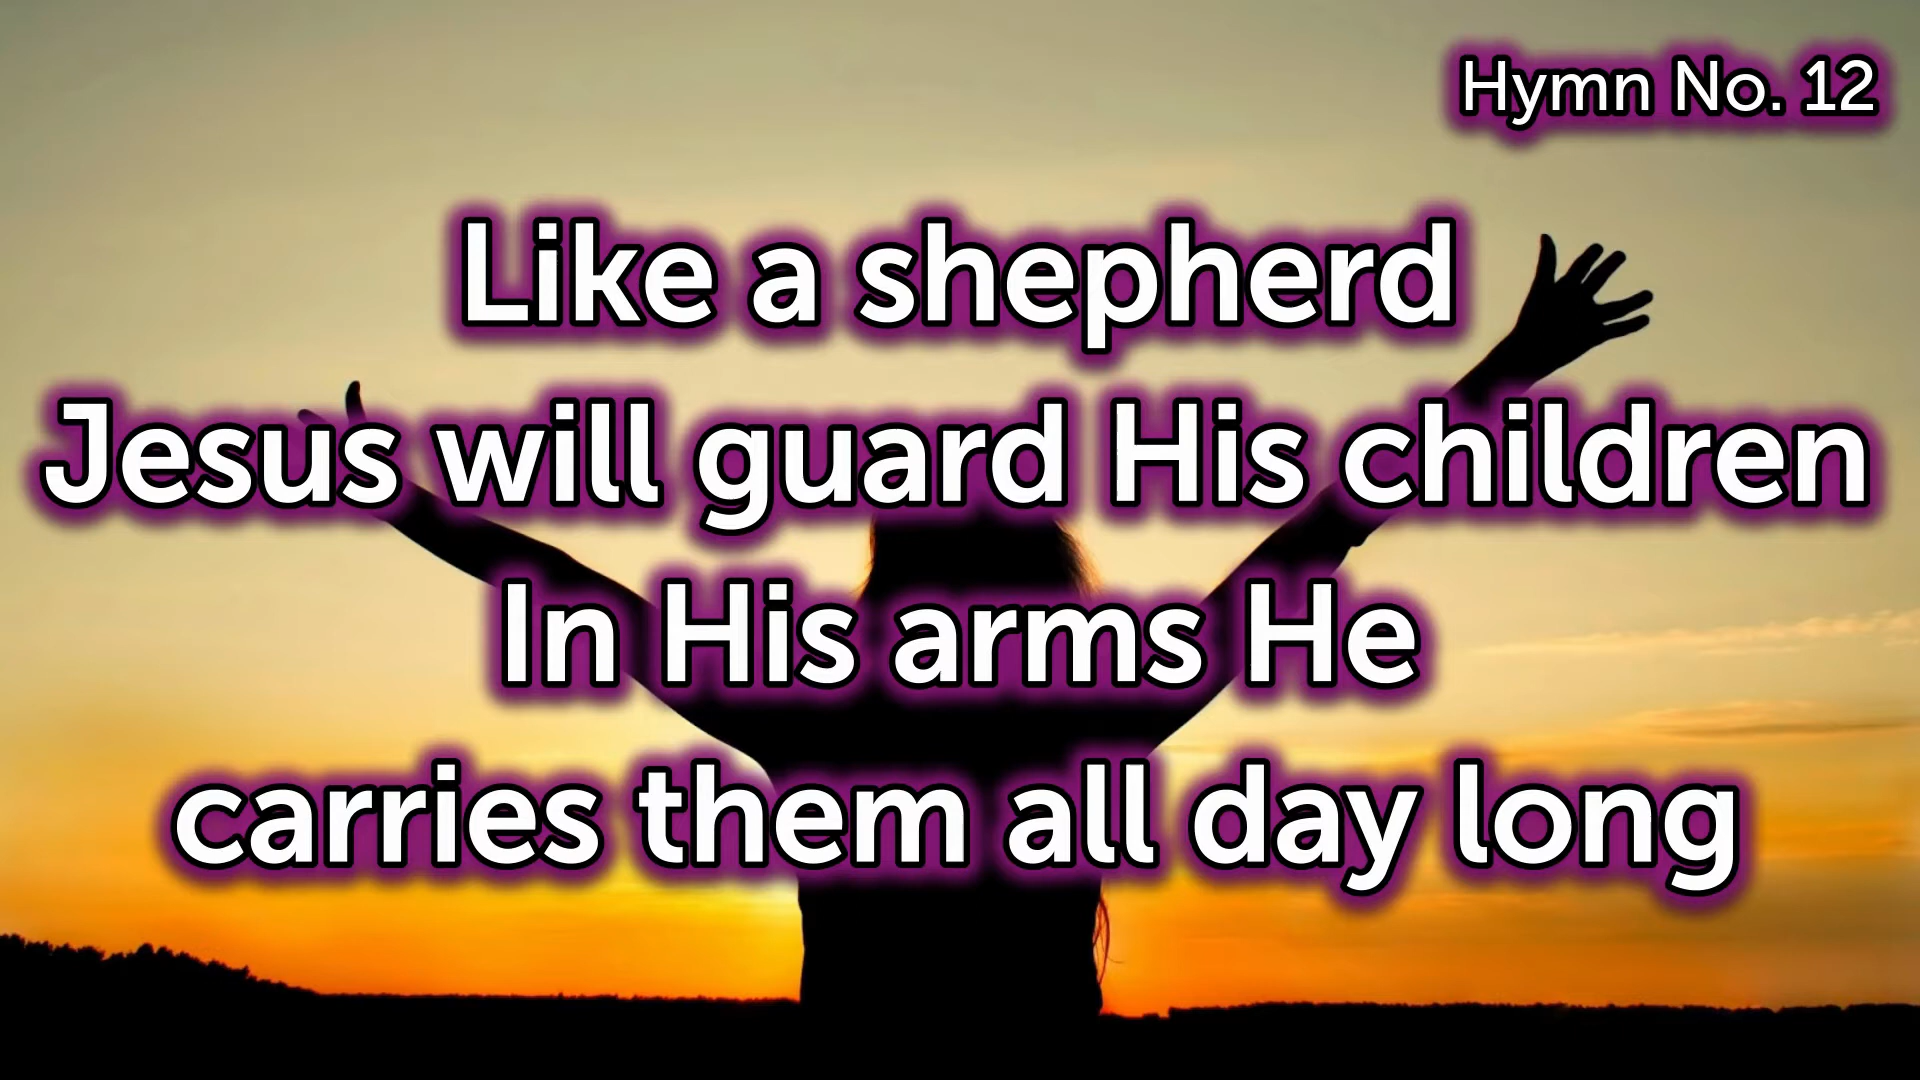 Hymn No. 12
Like a shepherd
Jesus will guard His children
In His arms He
carries them all day long